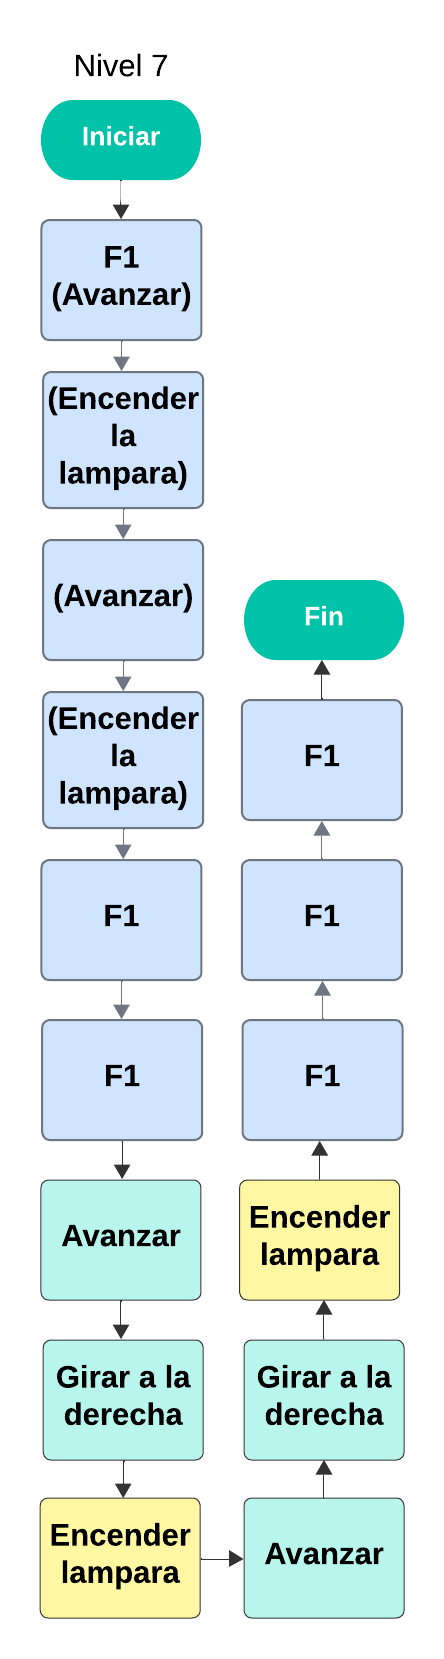 Nivel 7
Iniciar
F1
(Avanzar)
(Encender
la
lampara)
(Avanzar)
(Encender
la
lampara)
F1
F1
Avanzar
Girar a la
derecha
Encender
lampara
Avanzar
Girar a la
derecha
Encender
lampara
F1
F1
F1
Fin